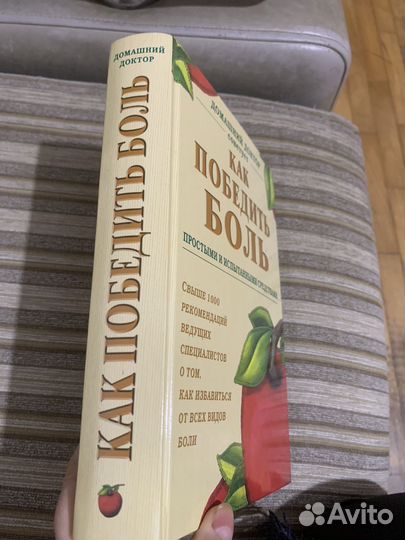 ДОМАШНИЙ
ДОКТОР
КАК ПОБЕДИТЬ БОЛЬ
ДОМАШНИЙ ДОКТОР
советует
КАК
ПОБЕДИТЬ
БОЛЬ
ПРОСТЫМИ И ИСПЫТАННЫМИ СРЕДСТВАМИ
СВЫШЕ 1000
РЕКОМЕНДАЦИЙ
ВЕДУЩИХ
СПЕЦИАЛИСТОВ
О ТОМ,
КАК ИЗБАВИТЬСЯ
ОТ ВСЕХ ВИДОВ
БОЛИ
Avito